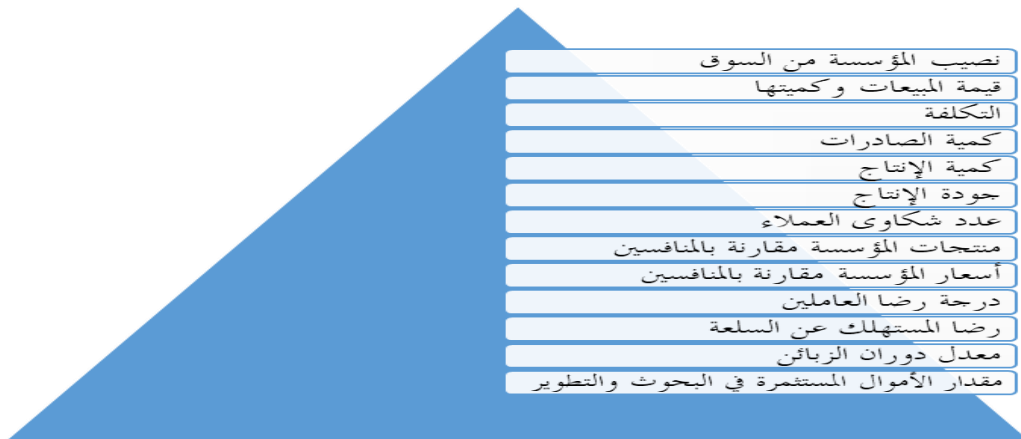 نصيب المؤسسة من السوق
قيمة المبيعات وكميتها
التكلفة
كمية الصادرات
كمية الإنتاج
جودة الإنتاج
عدد شكاوى العملاء
منتجات المؤسسة مقارنة بالمنافسين
أسعار المؤسسة مقارنة بالمنافسين
درجة رضا العاملين
رضا المستهلك عن السلعة
معدل دوران الزبائن
مقدار الأموال المستثمرة في البحوث والتطوير